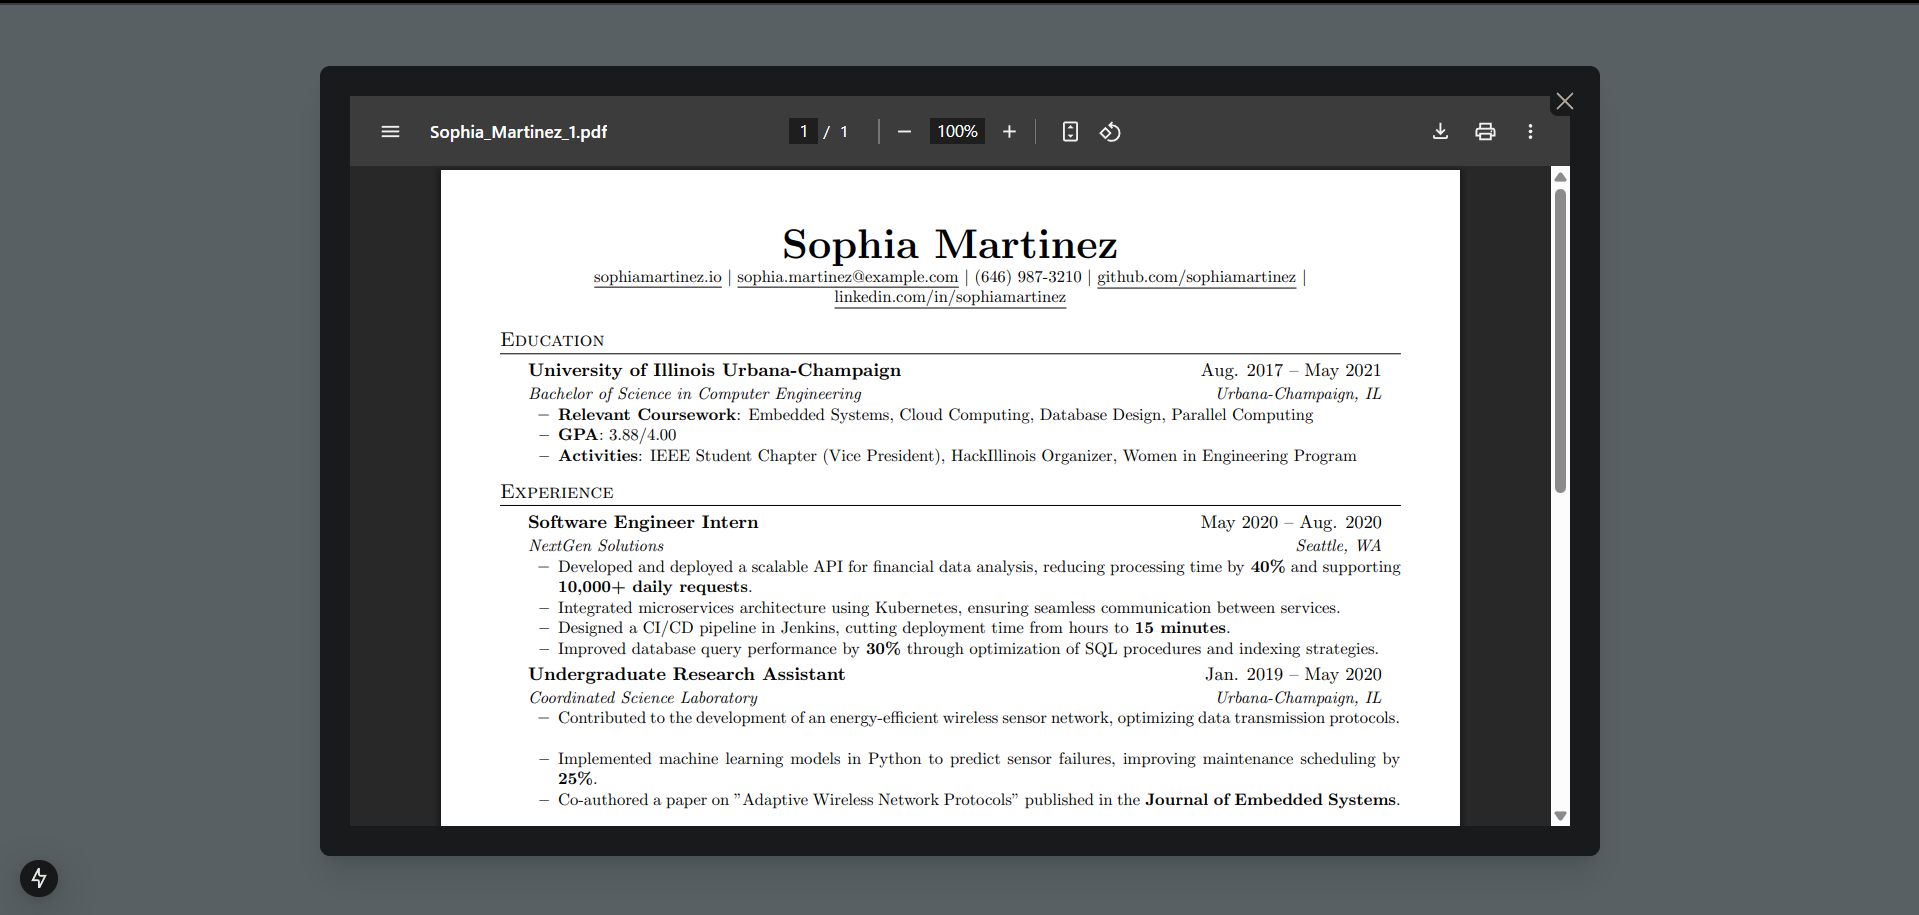 Sophia_Martinez_1.pdf
1 / 1
100%
Sophia Martinez
sophiamartinez.io | sophia.martinez@example.com | (646) 987-3210 | github.com/sophiamartinez |
linkedin.com/in/sophiamartinez
EDUCATION
University of Illinois Urbana-Champaign Aug. 2017 – May 2021
Bachelor of Science in Computer Engineering Urbana-Champaign, IL
– Relevant Coursework: Embedded Systems, Cloud Computing, Database Design, Parallel Computing
– GPA: 3.88/4.00
– Activities: IEEE Student Chapter (Vice President), HackIllinois Organizer, Women in Engineering Program
EXPERIENCE
Software Engineer Intern May 2020 – Aug. 2020
NextGen Solutions Seattle, WA
– Developed and deployed a scalable API for financial data analysis, reducing processing time by 40% and supporting
10,000+ daily requests.
– Integrated microservices architecture using Kubernetes, ensuring seamless communication between services.
– Designed a CI/CD pipeline in Jenkins, cutting deployment time from hours to 15 minutes.
– Improved database query performance by 30% through optimization of SQL procedures and indexing strategies.
Undergraduate Research Assistant Jan. 2019 – May 2020
Coordinated Science Laboratory Urbana-Champaign, IL
– Contributed to the development of an energy-efficient wireless sensor network, optimizing data transmission protocols.
– Implemented machine learning models in Python to predict sensor failures, improving maintenance scheduling by
25%.
– Co-authored a paper on ”Adaptive Wireless Network Protocols” published in the Journal of Embedded Systems.